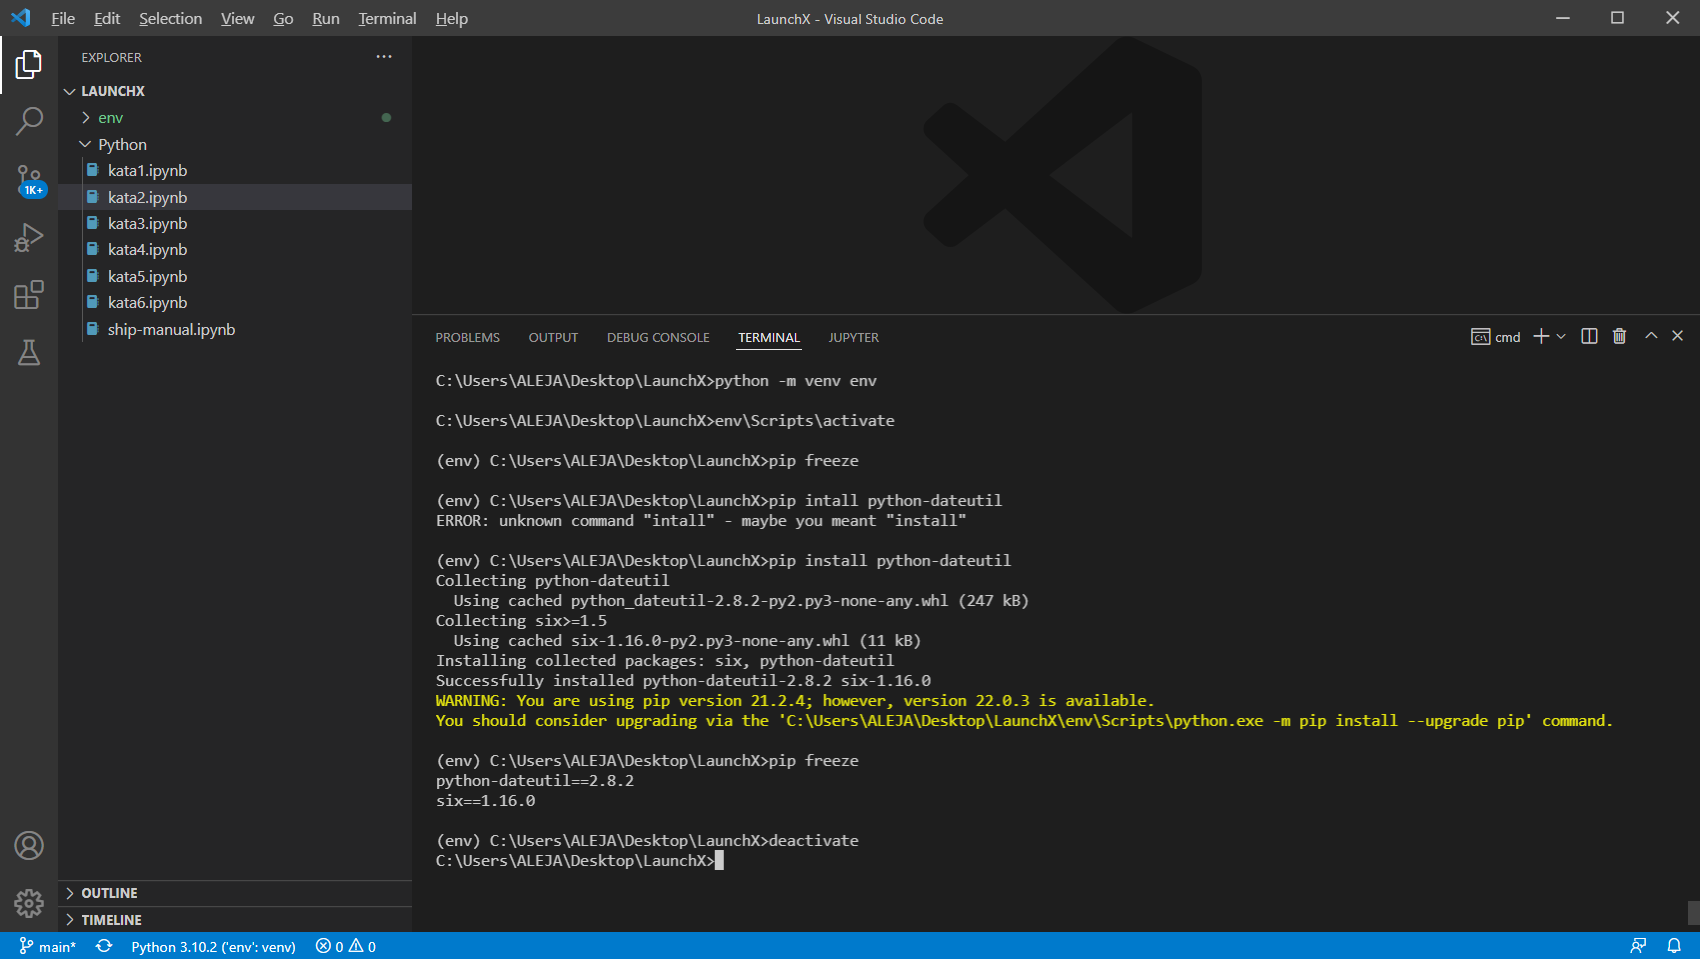 File Edit Selection View Go Run Terminal Help
LaunchX - Visual Studio Code
EXPLORER
LAUNCHX
env
Python
kata1.ipynb
kata2.ipynb
kata3.ipynb
kata4.ipynb
kata5.ipynb
kata6.ipynb
ship-manual.ipynb
1K+
OUTLINE
TIMELINE
PROBLEMS OUTPUT DEBUG CONSOLE TERMINAL JUPYTER
cmd
C:\Users\ALEJA\Desktop\LaunchX>python -m venv env
C:\Users\ALEJA\Desktop\LaunchX>env\Scripts\activate
(env) C:\Users\ALEJA\Desktop\LaunchX>pip freeze
(env) C:\Users\ALEJA\Desktop\LaunchX>pip intall python-dateutil
ERROR: unknown command "intall" - maybe you meant "install"
(env) C:\Users\ALEJA\Desktop\LaunchX>pip install python-dateutil
Collecting python-dateutil
  Using cached python_dateutil-2.8.2-py2.py3-none-any.whl (247 kB)
Collecting six>=1.5
  Using cached six-1.16.0-py2.py3-none-any.whl (11 kB)
Installing collected packages: six, python-dateutil
Successfully installed python-dateutil-2.8.2 six-1.16.0
WARNING: You are using pip version 21.2.4; however, version 22.0.3 is available.
You should consider upgrading via the 'C:\Users\ALEJA\Desktop\LaunchX\env\Scripts\python.exe -m pip install --upgrade pip' command.
(env) C:\Users\ALEJA\Desktop\LaunchX>pip freeze
python-dateutil==2.8.2
six==1.16.0
(env) C:\Users\ALEJA\Desktop\LaunchX>deactivate
C:\Users\ALEJA\Desktop\LaunchX>
main* Python 3.10.2 ('env': venv) 0 0